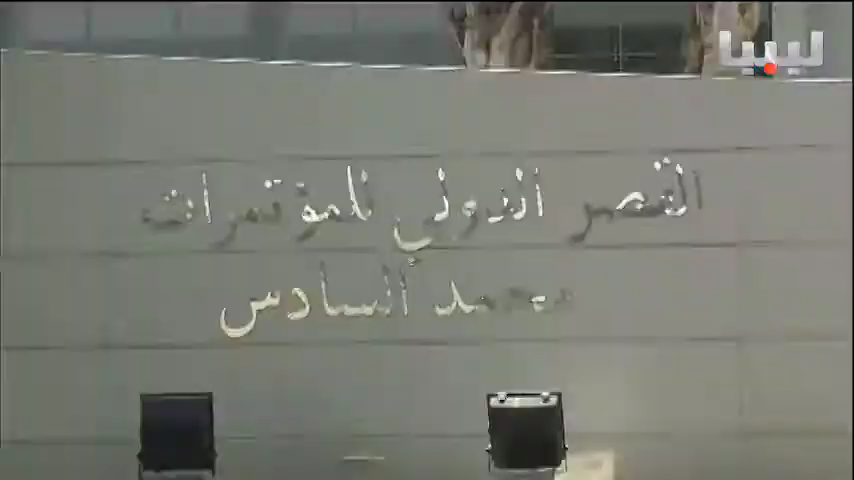 ليبيا
القصر الدولي للمؤتمرات
محمد السادس